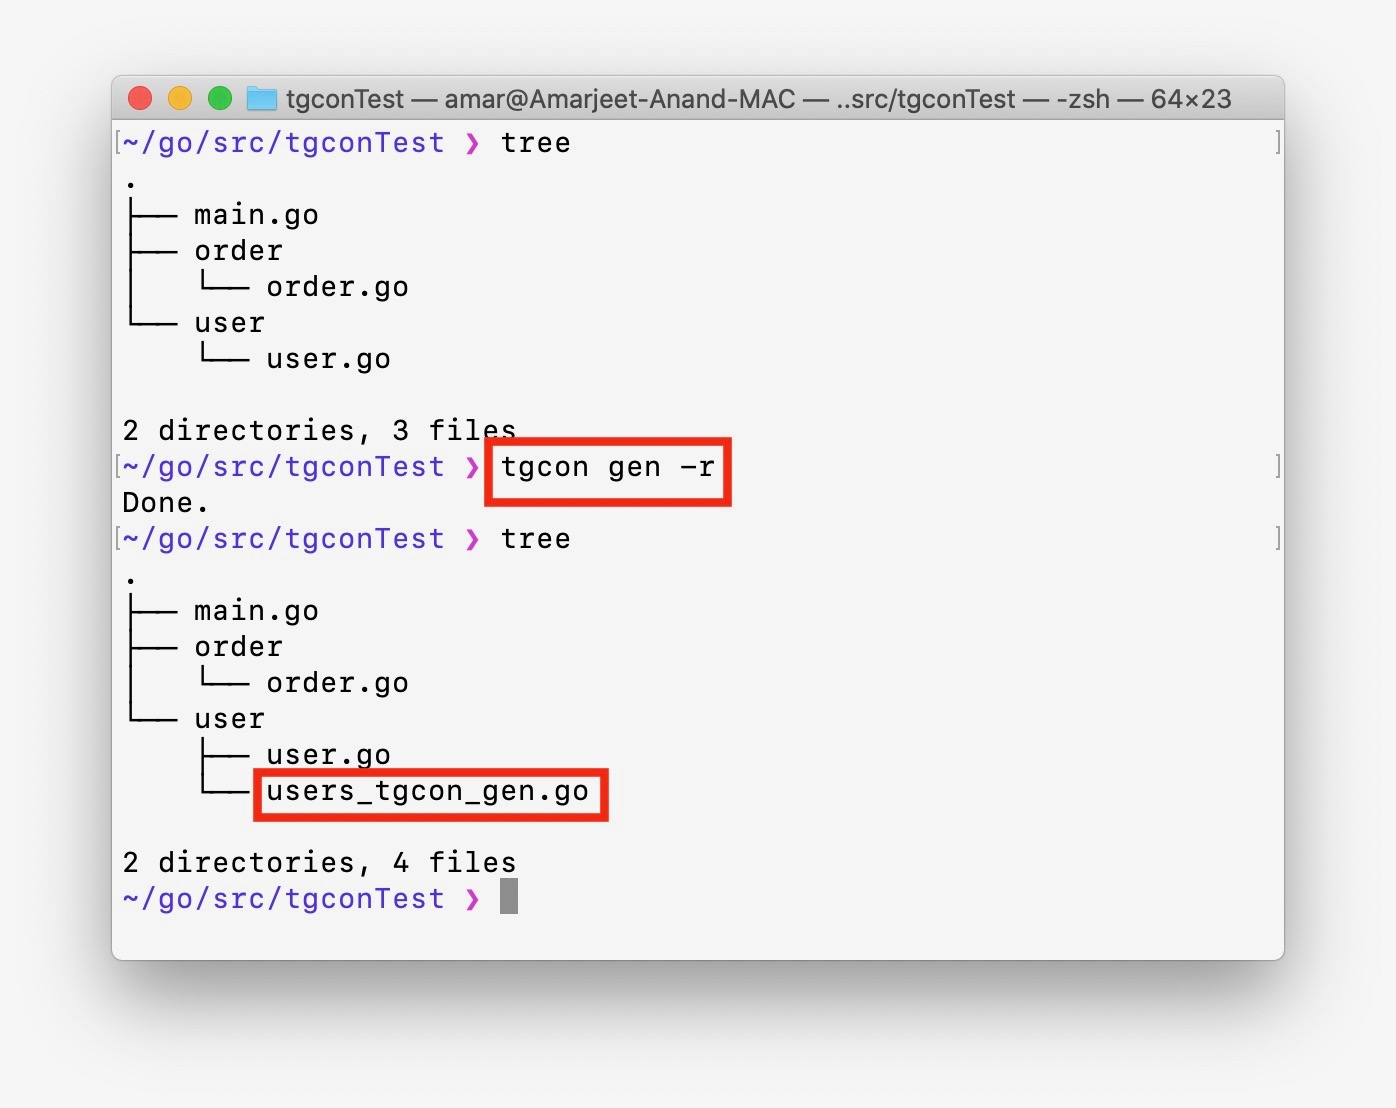 tgconTest — amar@Amarjeet-Anand-MAC — ..src/tgconTest — -zsh — 64×23
[~/go/src/tgconTest ❯ tree ]
.
├── main.go
├── order
│   └── order.go
└── user
    └── user.go
2 directories, 3 files
[~/go/src/tgconTest ❯ tgcon gen -r ]
Done.
[~/go/src/tgconTest ❯ tree ]
.
├── main.go
├── order
│   └── order.go
└── user
    ├── user.go
    └── users_tgcon_gen.go
2 directories, 4 files
~/go/src/tgconTest ❯